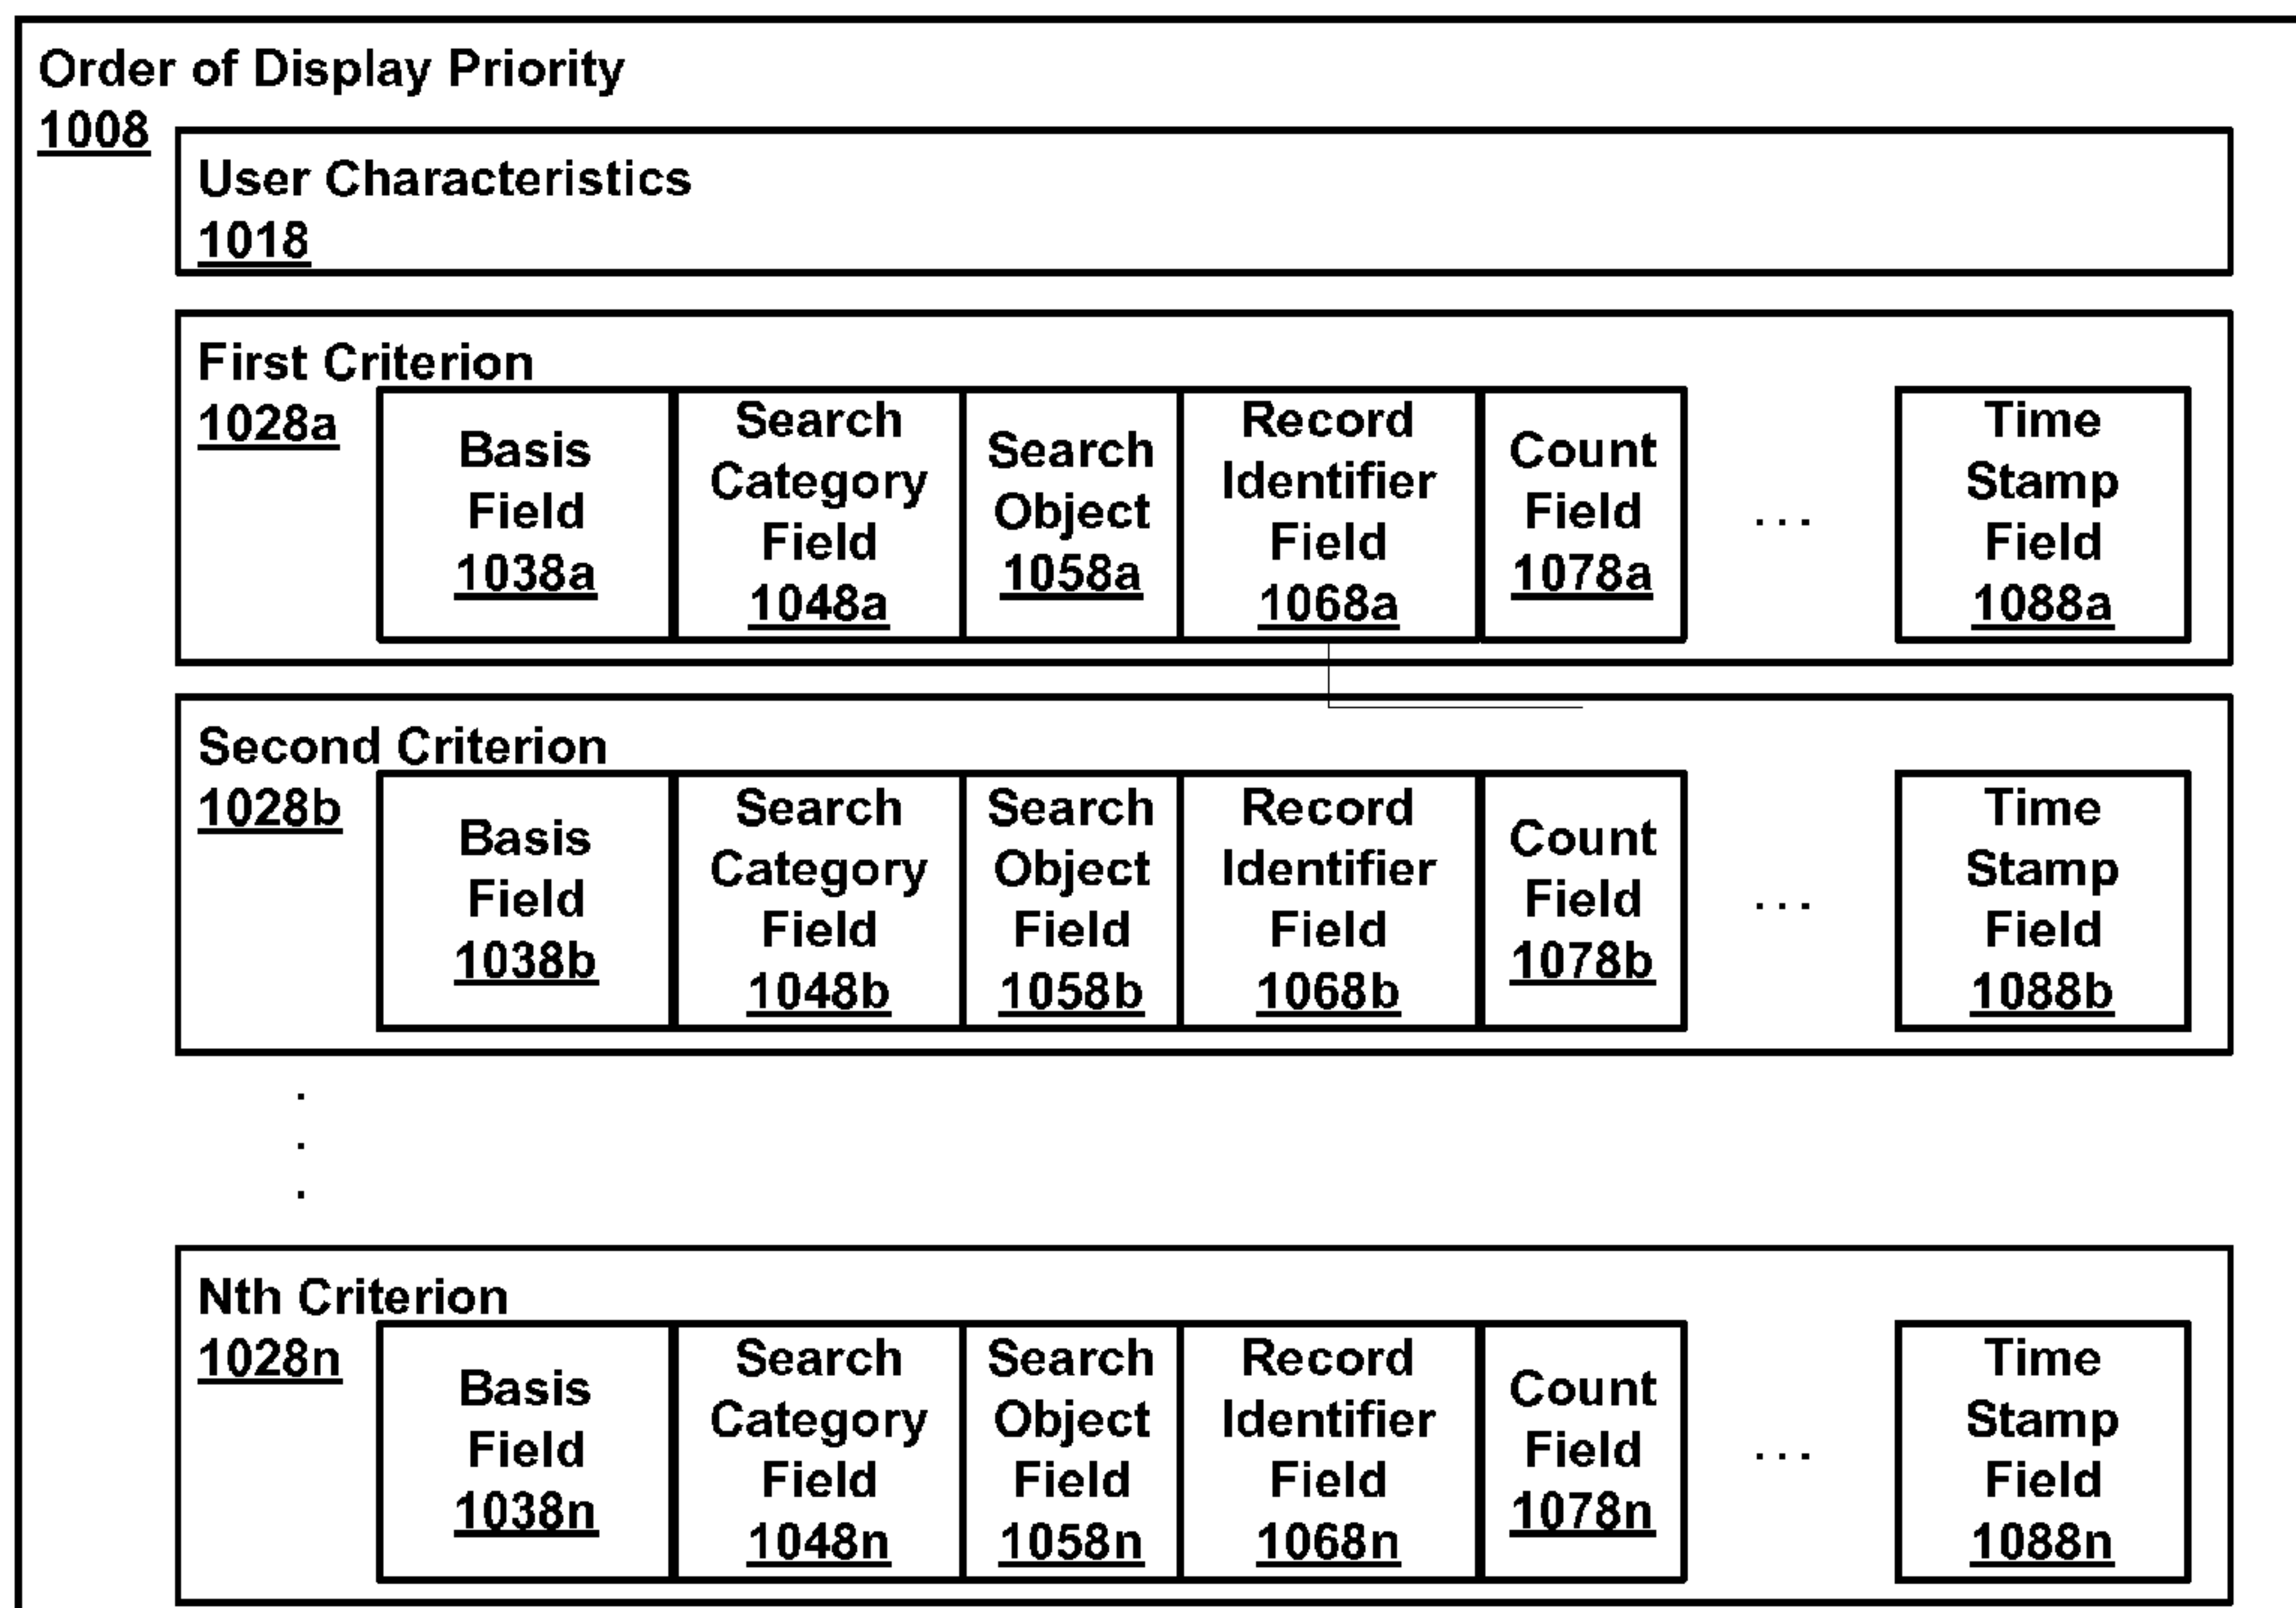 Order of Display Priority
1008
User Characteristics
1018
First Criterion
1028a
Basis
Field
1038a
Search
Category
Field
1048a
Search
Object
1058a
Record
Identifier
Field
1068a
Count
Field
1078a
...
Time
Stamp
Field
1088a
Second Criterion
1028b
Basis
Field
1038b
Search
Category
Field
1048b
Search
Object
Field
1058b
Record
Identifier
Field
1068b
Count
Field
1078b
...
Time
Stamp
Field
1088b
.
.
.
Nth Criterion
1028n
Basis
Field
1038n
Search
Category
Field
1048n
Search
Object
Field
1058n
Record
Identifier
Field
1068n
Count
Field
1078n
...
Time
Stamp
Field
1088n